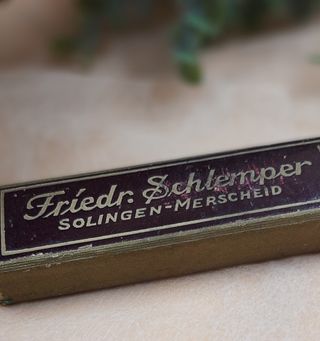 Friedr. Schlemper
SOLINGEN-MERSCHEID